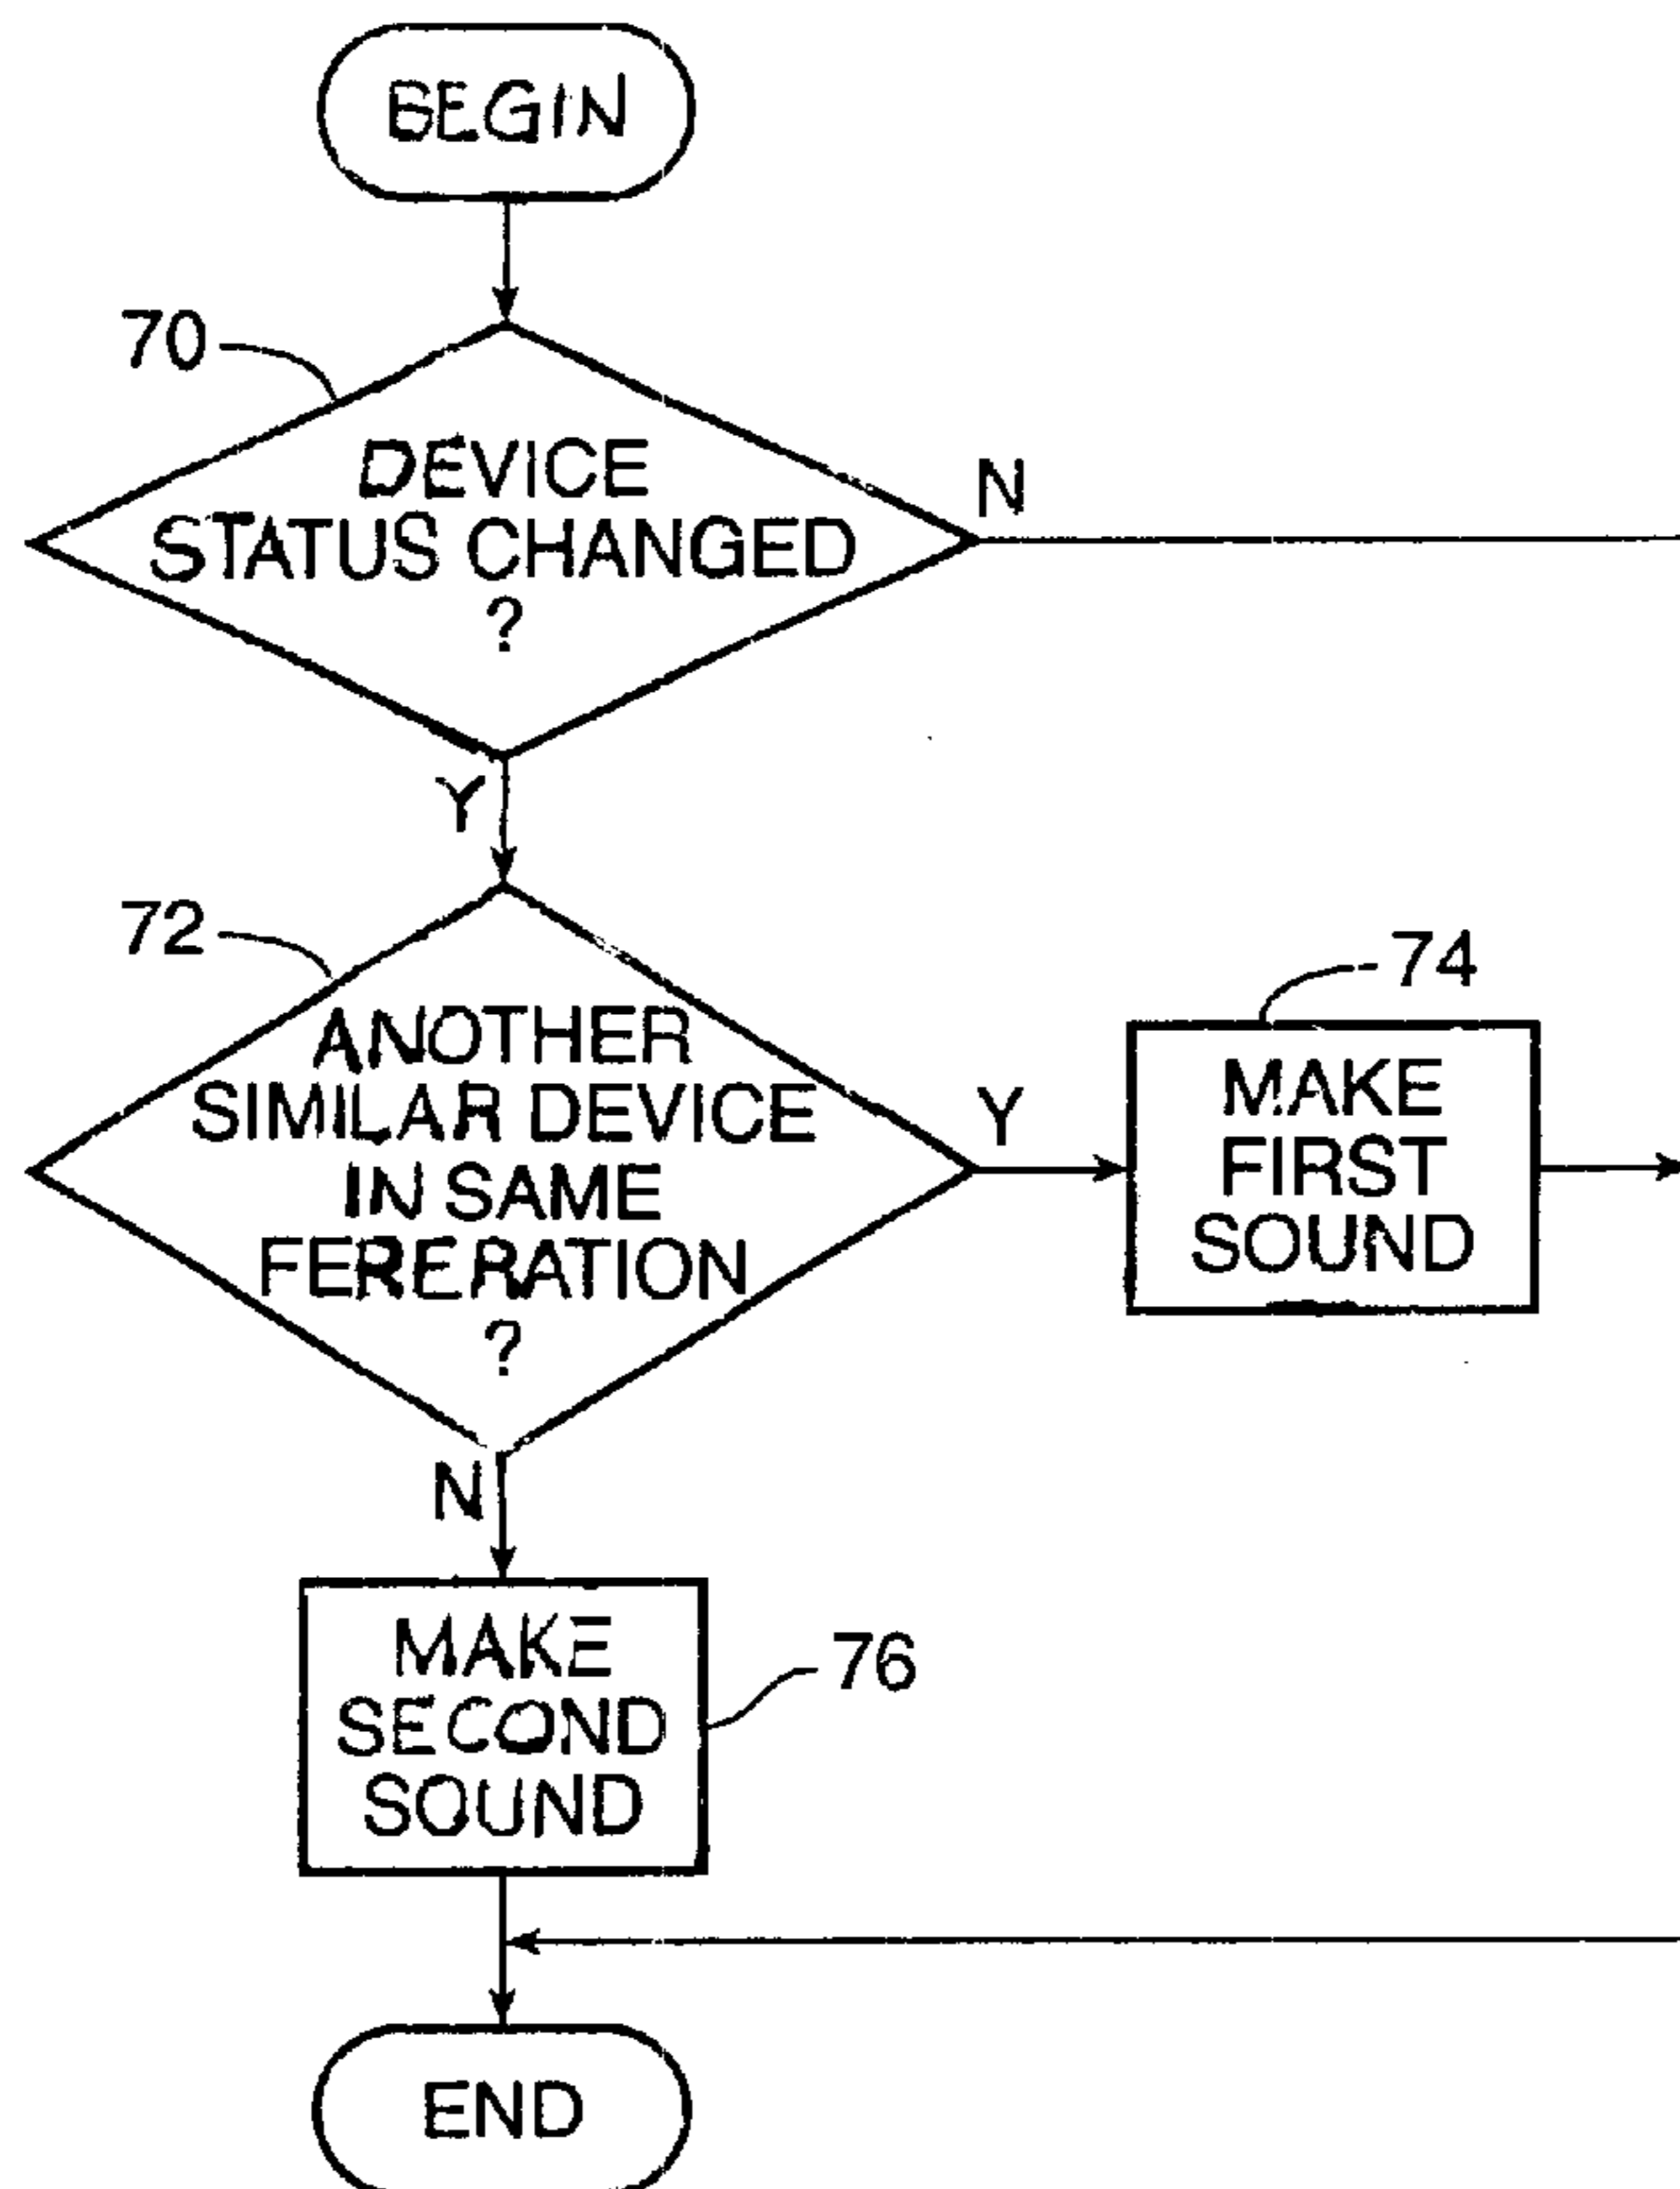 BEGIN
70
DEVICE
STATUS CHANGED
?
N
Y
72
ANOTHER
SIMILAR DEVICE
IN SAME
FERERATION
?
Y
74
MAKE
FIRST
SOUND
N
MAKE
SECOND
SOUND
76
END